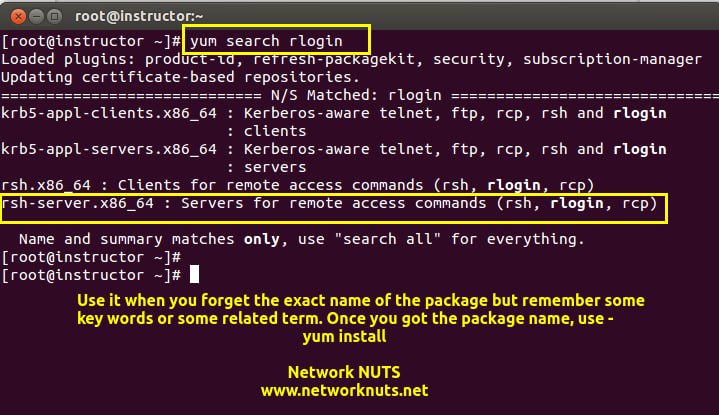 root@instructor:~
[root@instructor ~]# yum search rlogin
Loaded plugins: product-id, refresh-packagekit, security, subscription-manager
Updating certificate-based repositories.
============================= N/S Matched: rlogin ==============================
krb5-appl-clients.x86_64 : Kerberos-aware telnet, ftp, rcp, rsh and rlogin
: clients
krb5-appl-servers.x86_64 : Kerberos-aware telnet, ftp, rcp, rsh and rlogin
: servers
rsh.x86_64 : Clients for remote access commands (rsh, rlogin, rcp)
rsh-server.x86_64 : Servers for remote access commands (rsh, rlogin, rcp)
Name and summary matches only, use "search all" for everything.
[root@instructor ~]#
[root@instructor ~]#
Use it when you forget the exact name of the package but remember some
key words or some related term. Once you got the package name, use -
yum install
Network NUTS
www.networknuts.net